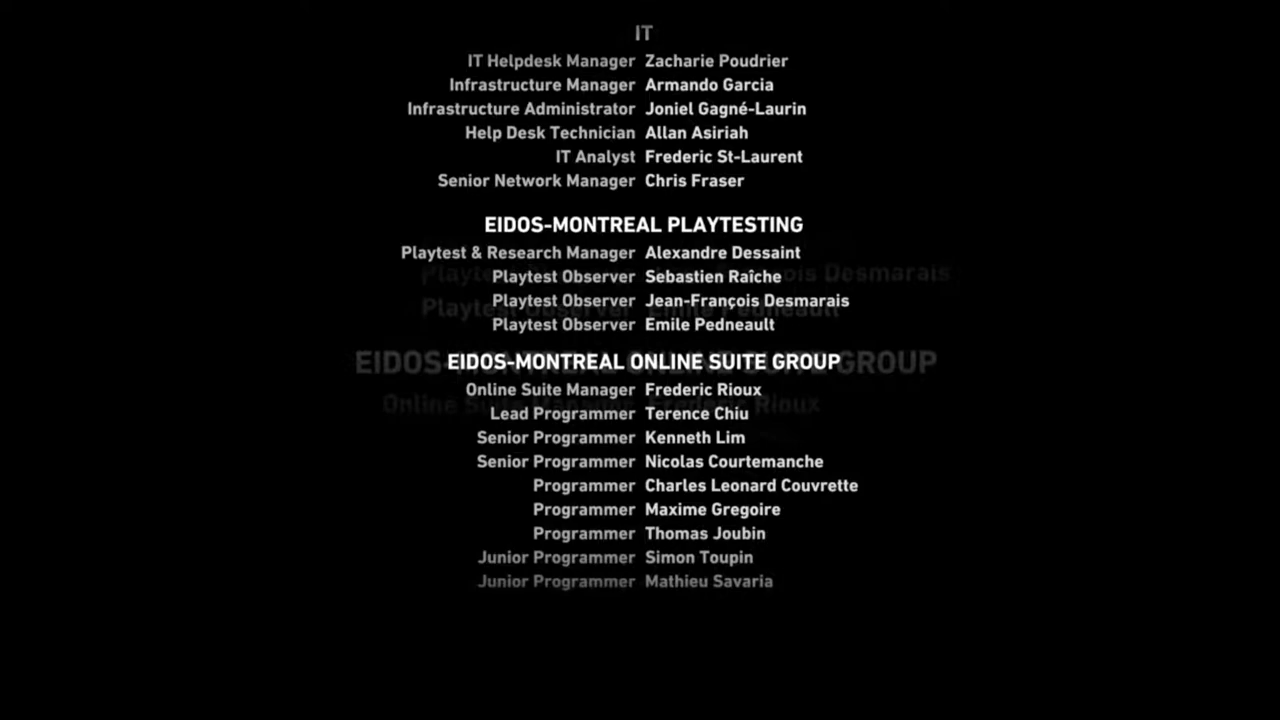 IT
IT Helpdesk Manager Zacharie Poudrier
Infrastructure Manager Armando Garcia
Infrastructure Administrator Joniel Gagné-Laurin
Help Desk Technician Allan Asiriah
IT Analyst Frederic St-Laurent
Senior Network Manager Chris Fraser
EIDOS-MONTREAL PLAYTESTING
Playtest & Research Manager Alexandre Dessaint
Playtest Observer Sebastien Raîche
Playtest Observer Jean-François Desmarais
Playtest Observer Emile Pedneault
EIDOS-MONTREAL ONLINE SUITE GROUP
Online Suite Manager Frederic Rioux
Lead Programmer Terence Chiu
Senior Programmer Kenneth Lim
Senior Programmer Nicolas Courtemanche
Programmer Charles Leonard Couvrette
Programmer Maxime Gregoire
Programmer Thomas Joubin
Junior Programmer Simon Toupin
Junior Programmer Mathieu Savaria